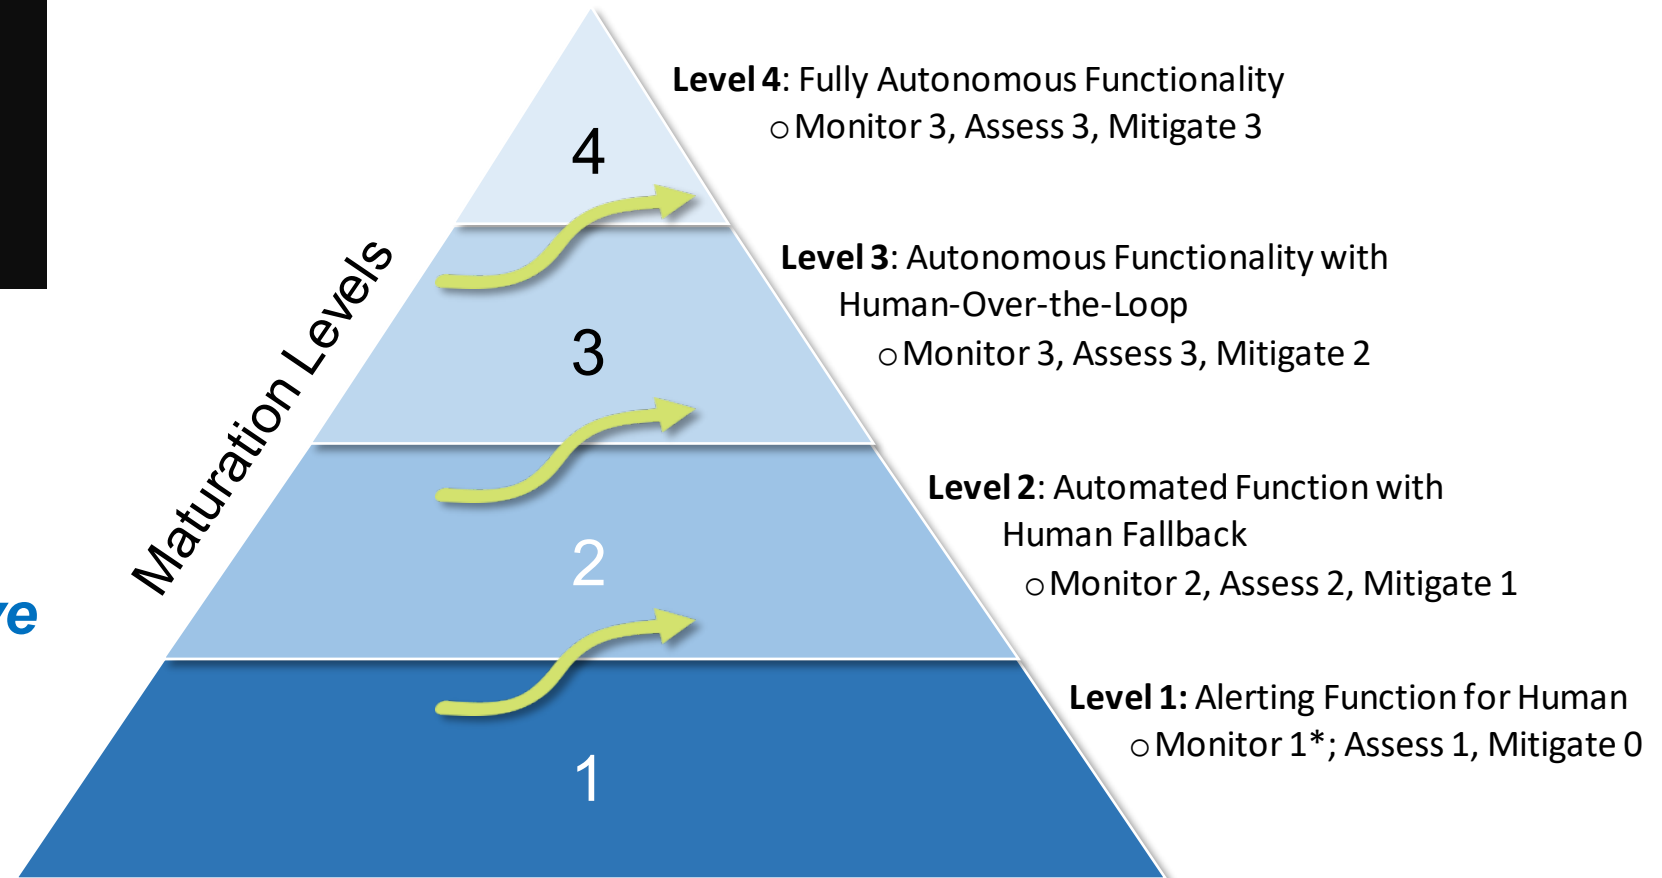 Level 4: Fully Autonomous Functionality
o Monitor 3, Assess 3, Mitigate 3
4
Level 3: Autonomous Functionality with
Human-Over-the-Loop
o Monitor 3, Assess 3, Mitigate 2
3
Maturation Levels
Level 2: Automated Function with
Human Fallback
o Monitor 2, Assess 2, Mitigate 1
2
Level 1: Alerting Function for Human
o Monitor 1*; Assess 1, Mitigate 0
1